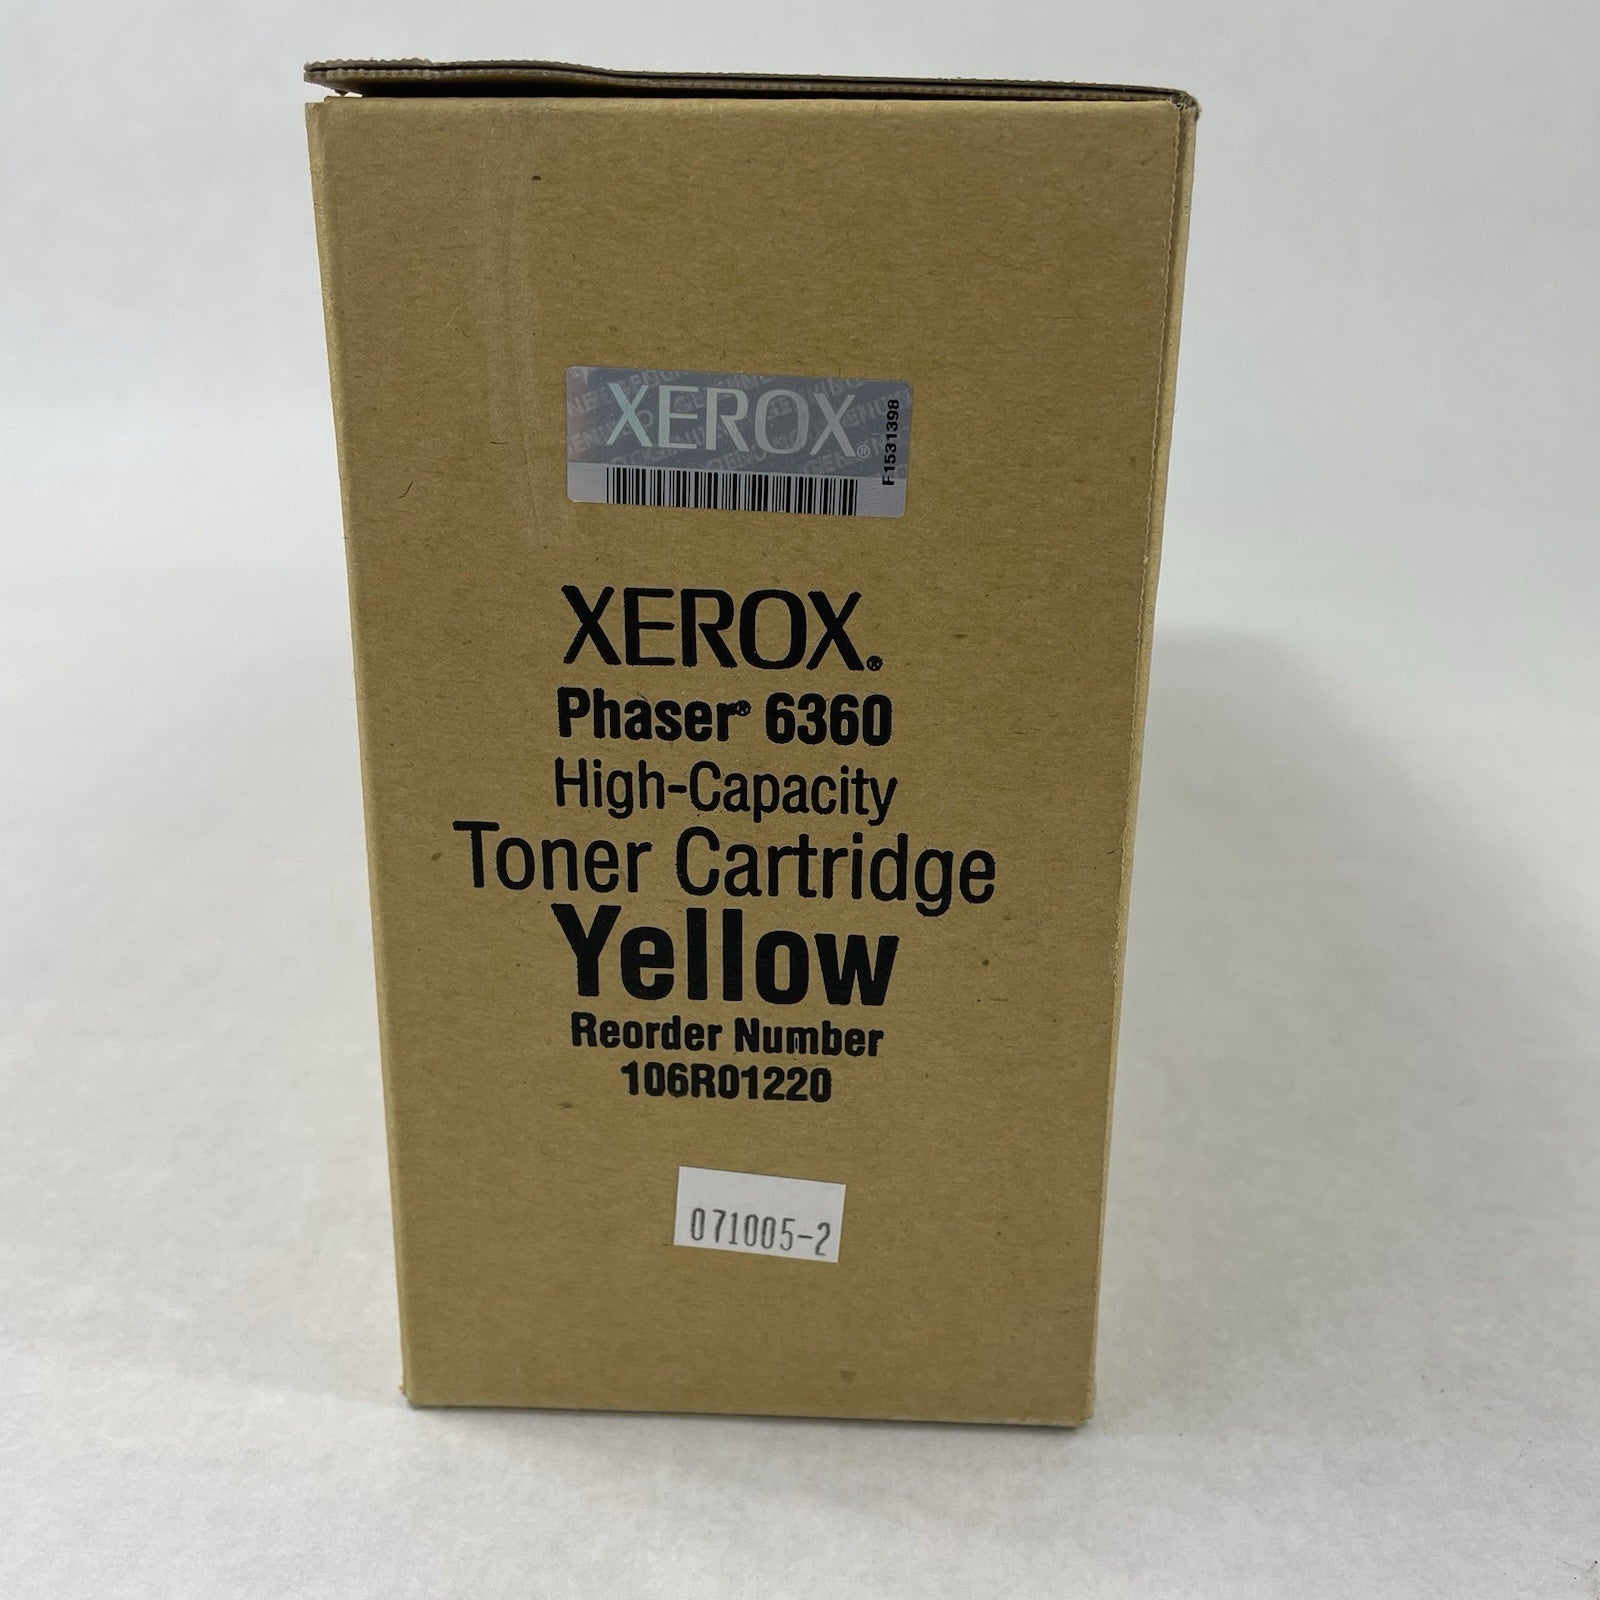 XEROX®
F1531398
XEROX®
Phaser® 6360
High-Capacity
Toner Cartridge
Yellow
Reorder Number
106R01220
071005-2